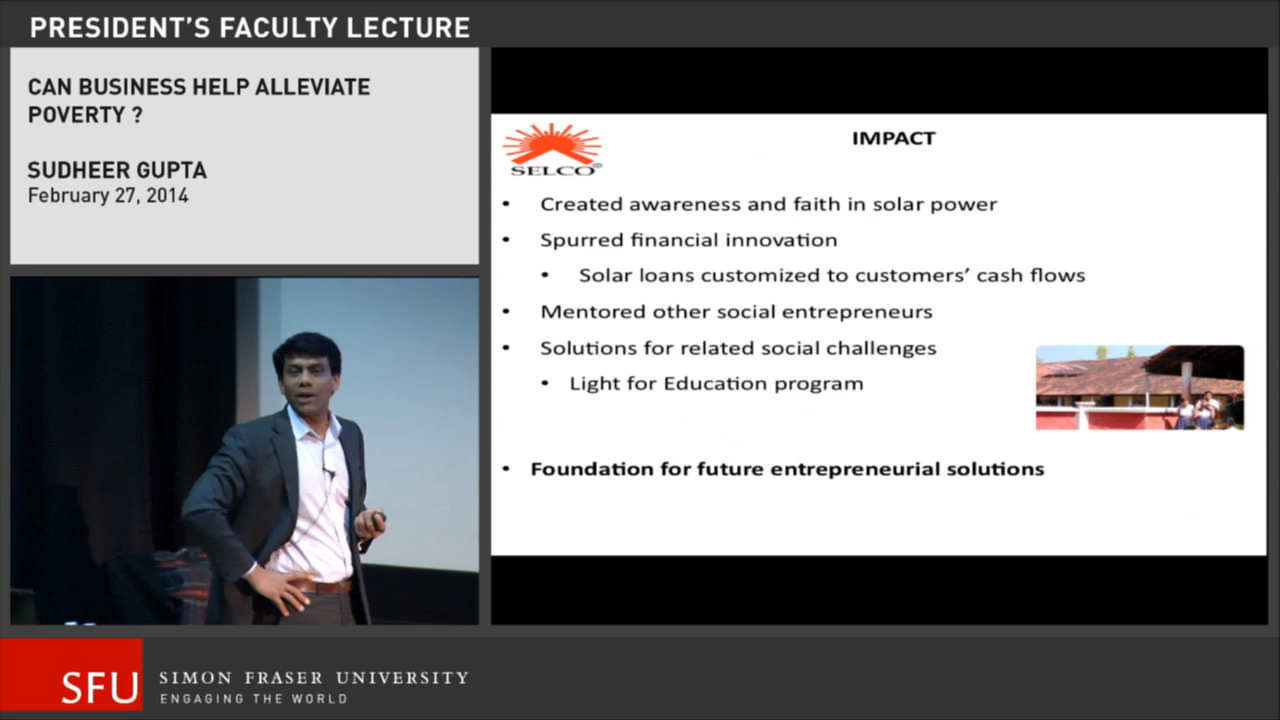 PRESIDENT'S FACULTY LECTURE
CAN BUSINESS HELP ALLEVIATE
POVERTY ?
SUDHEER GUPTA
February 27, 2014
SELCO®
IMPACT
• Created awareness and faith in solar power
• Spurred financial innovation
• Solar loans customized to customers' cash flows
• Mentored other social entrepreneurs
• Solutions for related social challenges
• Light for Education program
• Foundation for future entrepreneurial solutions
SFU
SIMON FRASER UNIVERSITY
ENGAGING THE WORLD